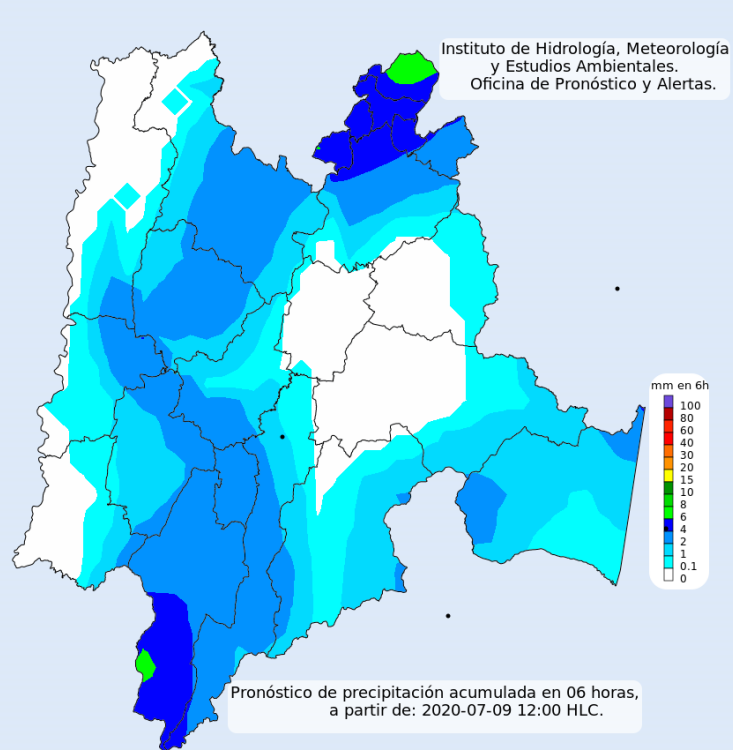 Instituto de Hidrología, Meteorología
y Estudios Ambientales.
Oficina de Pronóstico y Alertas.
mm en 6h
100
80
60
40
30
20
15
10
8
6
4
2
1
0.1
0
Pronóstico de precipitación acumulada en 06 horas,
a partir de: 2020-07-09 12:00 HLC.